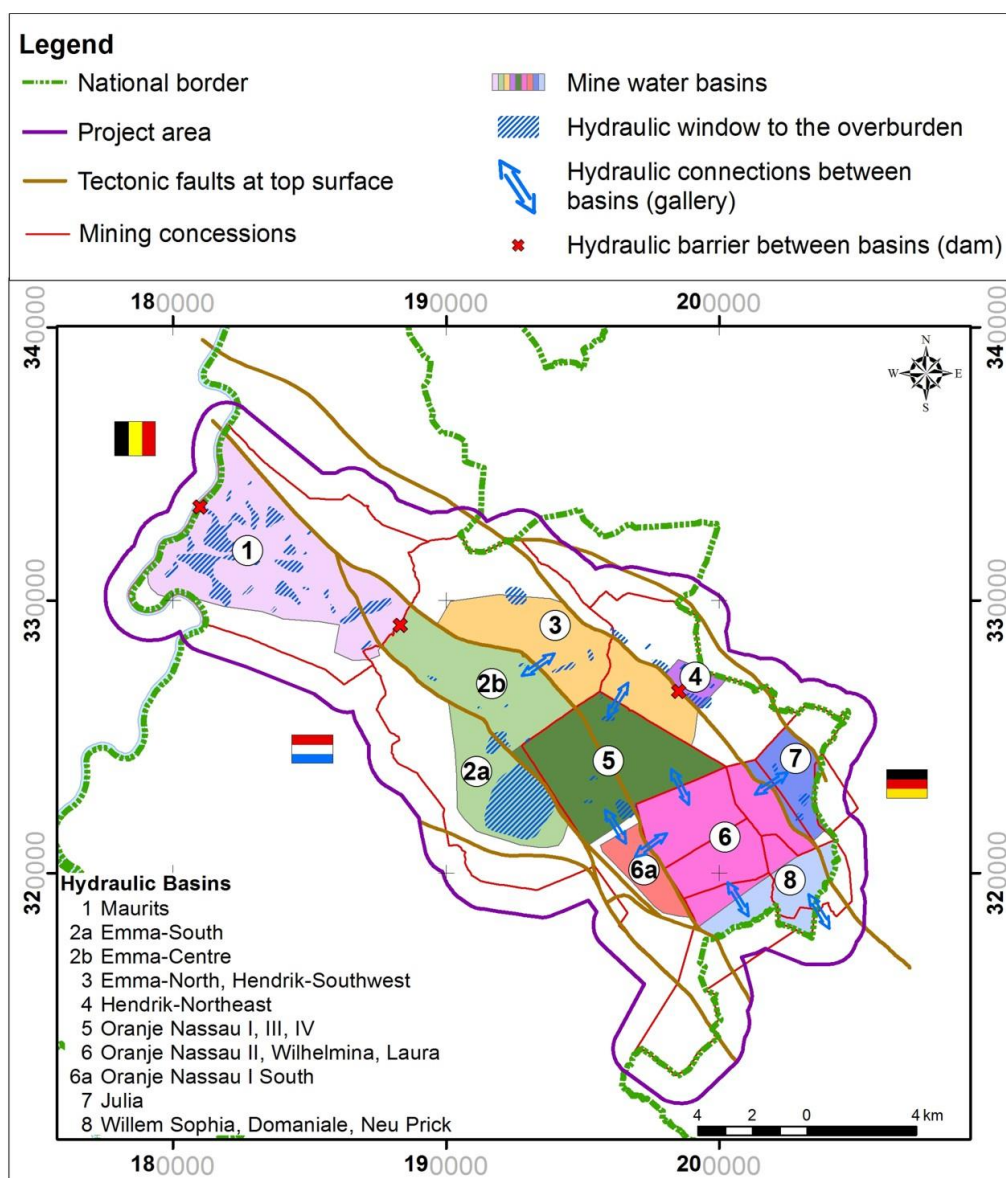 Legend
National border
Project area
Tectonic faults at top surface
Mining concessions
Mine water basins
Hydraulic window to the overburden
Hydraulic connections between
basins (gallery)
Hydraulic barrier between basins (dam)
180000 190000 200000
340000 340000
N
W E
S
1
330000 330000
3
2b
4
2a
5
7
6
6a
8
320000 320000
Hydraulic Basins
1 Maurits
2a Emma-South
2b Emma-Centre
3 Emma-North, Hendrik-Southwest
4 Hendrik-Northeast
5 Oranje Nassau I, III, IV
6 Oranje Nassau II, Wilhelmina, Laura
6a Oranje Nassau I South
7 Julia
8 Willem Sophia, Domaniale, Neu Prick
4 2 0 4 km
180000 190000 200000